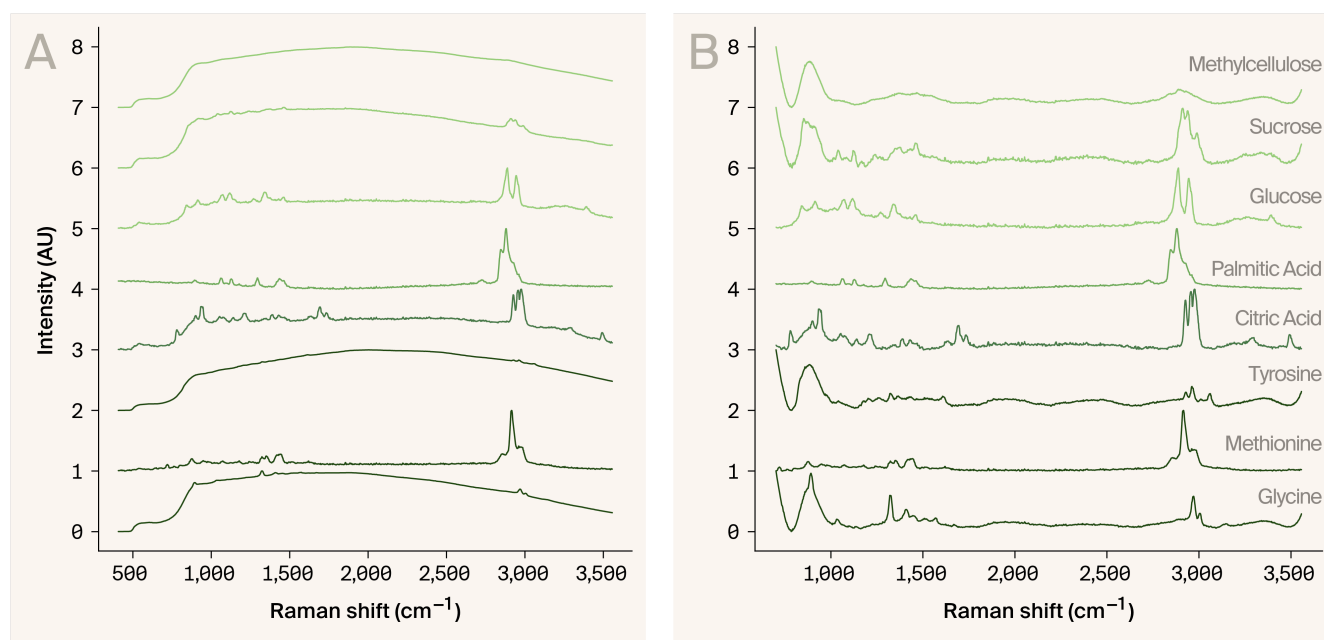 A
Intensity (AU)
8
7
6
5
4
3
2
1
0
500 1,000 1,500 2,000 2,500 3,000 3,500
Raman shift (cm⁻¹)
B
8
7
6
5
4
3
2
1
0
Methylcellulose
Sucrose
Glucose
Palmitic Acid
Citric Acid
Tyrosine
Methionine
Glycine
1,000 1,500 2,000 2,500 3,000 3,500
Raman shift (cm⁻¹)